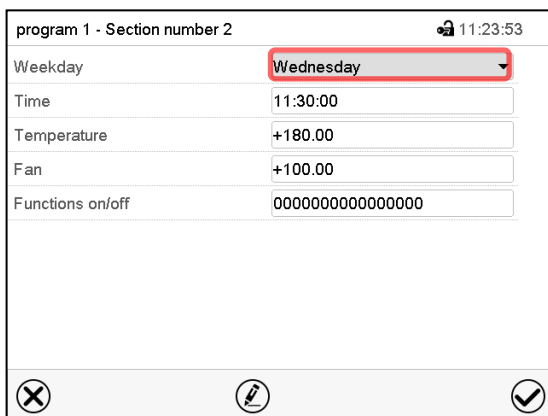 program 1 - Section number 2 11:23:53
Weekday Wednesday
Time 11:30:00
Temperature +180.00
Fan +100.00
Functions on/off 0000000000000000